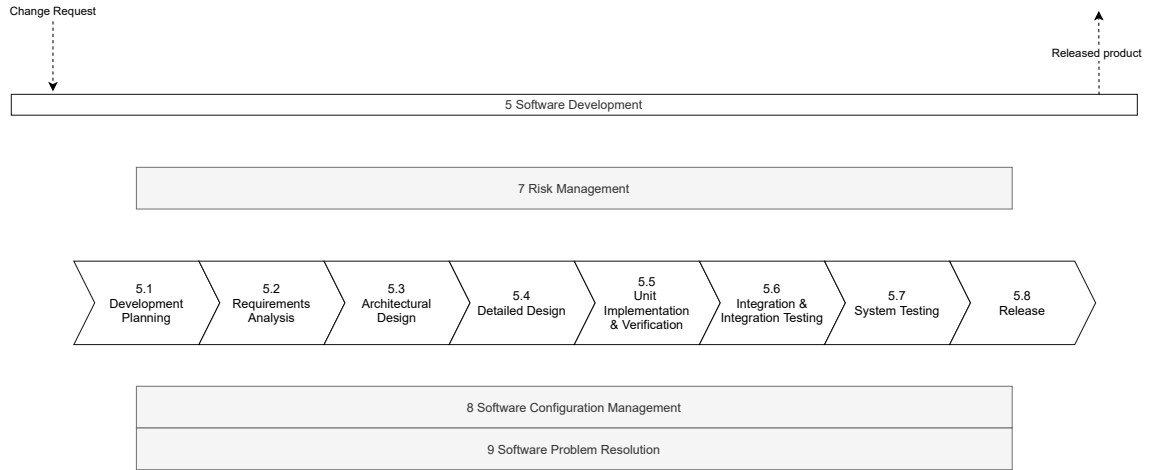 Change Request
Released product
5 Software Development
7 Risk Management
5.1
Development
Planning
5.2
Requirements
Analysis
5.3
Architectural
Design
5.4
Detailed Design
5.5
Unit
Implementation
& Verification
5.6
Integration &
Integration Testing
5.7
System Testing
5.8
Release
8 Software Configuration Management
9 Software Problem Resolution